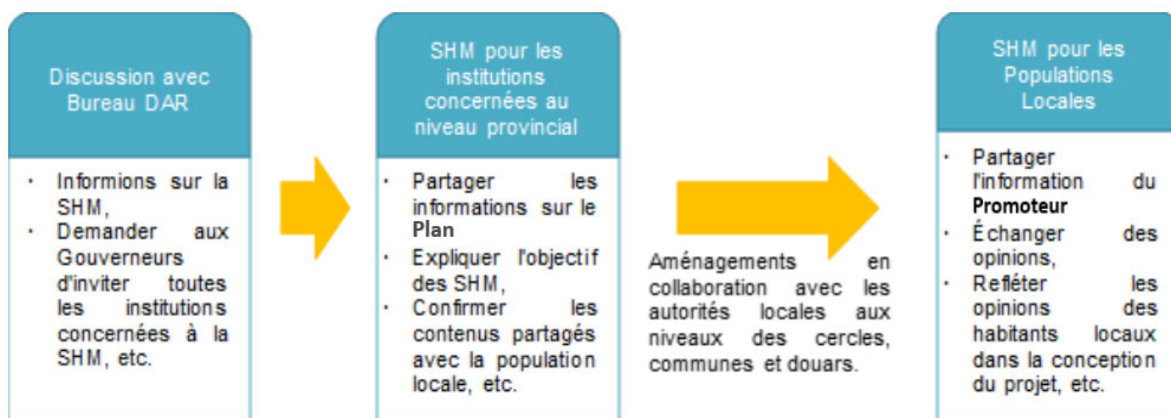 Discussion avec
Bureau DAR
· Informions sur la
SHM,
· Demander aux
Gouverneurs
d'inviter toutes
les institutions
concernées à la
SHM, etc.
SHM pour les
institutions
concernées au
niveau provincial
· Partager les
informations sur le
Plan
· Expliquer l'objectif
des SHM,
· Confirmer les
contenus partagés
avec la population
locale, etc.
Aménagements en
collaboration avec les
autorités locales aux
niveaux des cercles,
communes et douars.
SHM pour les
Populations
Locales
· Partager
l'information du
Promoteur
· Échanger des
opinions,
· Refléter les
opinions des
habitants locaux
dans la conception
du projet, etc.